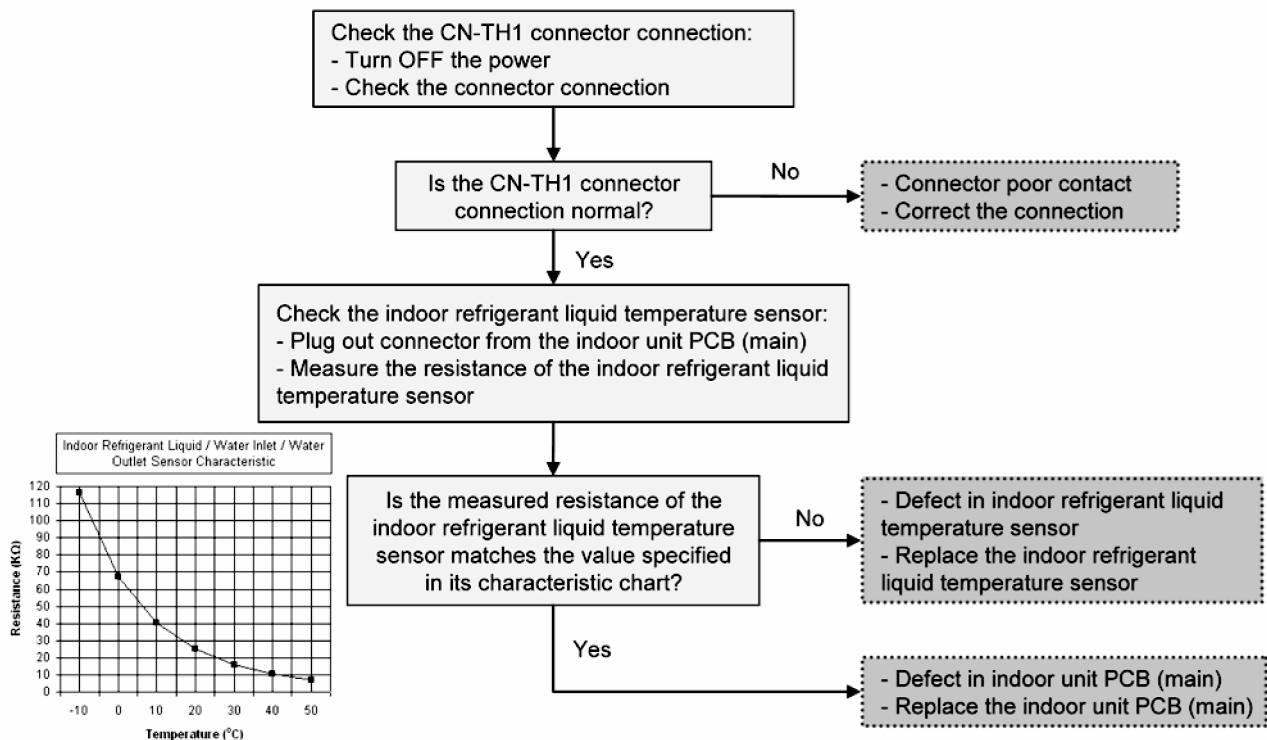 Check the CN-TH1 connector connection:
- Turn OFF the power
- Check the connector connection
Is the CN-TH1 connector
connection normal?
No
- Connector poor contact
- Correct the connection
Yes
Check the indoor refrigerant liquid temperature sensor:
- Plug out connector from the indoor unit PCB (main)
- Measure the resistance of the indoor refrigerant liquid
temperature sensor
Indoor Refrigerant Liquid / Water Inlet / Water
Outlet Sensor Characteristic
Resistance (KΩ)
120
110
100
90
80
70
60
50
40
30
20
10
0
-10 0 10 20 30 40 50
Temperature (°C)
Is the measured resistance of the
indoor refrigerant liquid temperature
sensor matches the value specified
in its characteristic chart?
No
- Defect in indoor refrigerant liquid
temperature sensor
- Replace the indoor refrigerant
liquid temperature sensor
Yes
- Defect in indoor unit PCB (main)
- Replace the indoor unit PCB (main)